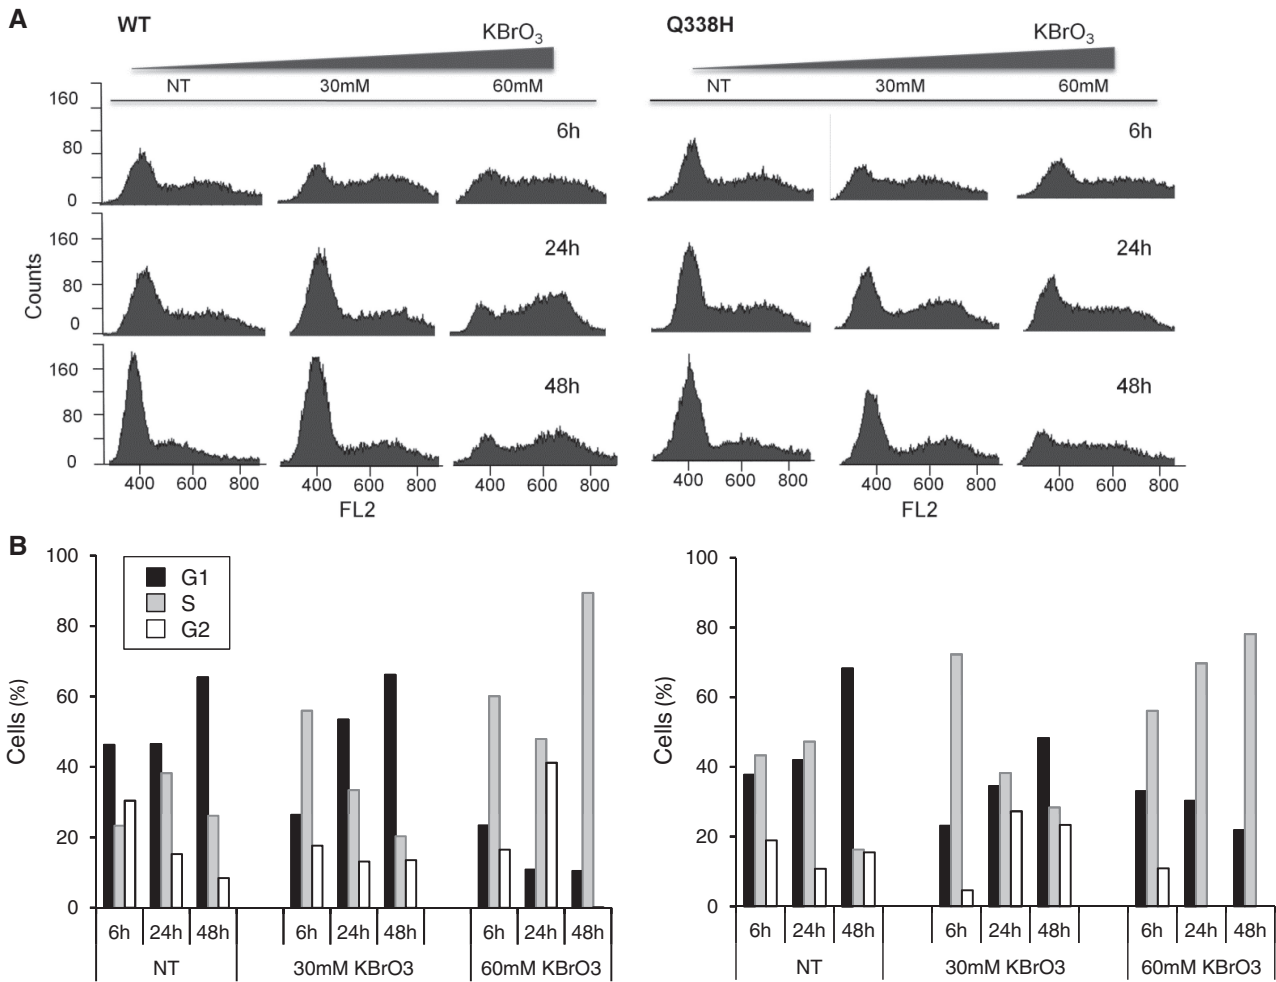 A
WT
Q338H
KBrO3
KBrO3
NT 30mM 60mM
NT 30mM 60mM
160
80
0
6h
6h
Counts
160
80
0
24h
24h
160
80
0
48h
48h
400 600 800 400 600 800 400 600 800
400 600 800 400 600 800 400 600 800
FL2
FL2
B
Cells (%)
100
80
60
40
20
0
G1
S
G2
6h 24h 48h 6h 24h 48h 6h 24h 48h
NT 30mM KBrO3 60mM KBrO3
Cells (%)
100
80
60
40
20
0
6h 24h 48h 6h 24h 48h 6h 24h 48h
NT 30mM KBrO3 60mM KBrO3